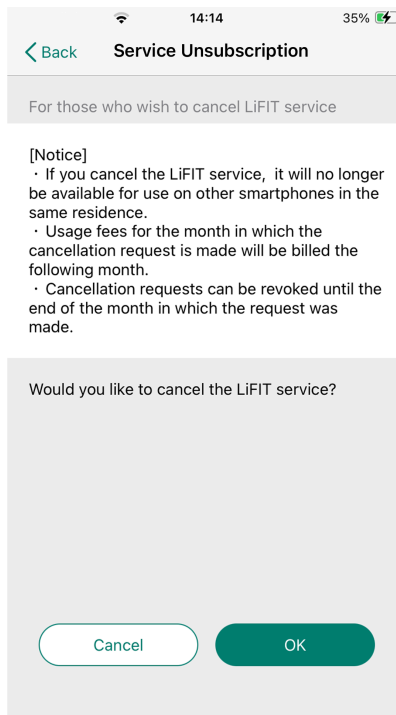 14:14
35%
Back
Service Unsubscription
For those who wish to cancel LiFIT service
[Notice]
・If you cancel the LiFIT service, it will no longer
be available for use on other smartphones in the
same residence.
・Usage fees for the month in which the
cancellation request is made will be billed the
following month.
・Cancellation requests can be revoked until the
end of the month in which the request was
made.
Would you like to cancel the LiFIT service?
Cancel
OK